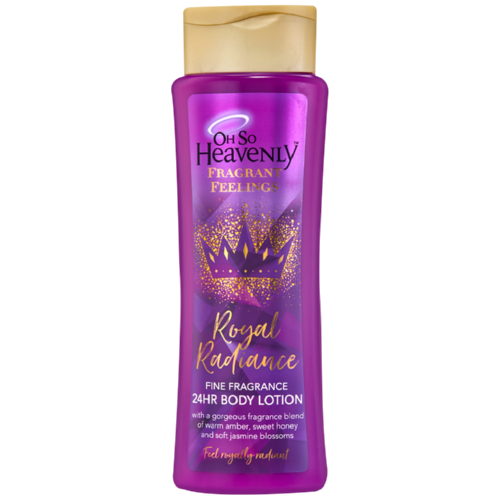 Oh So
Heavenly™
Fragrant
Feelings
Royal
Radiance
FINE FRAGRANCE
24HR BODY LOTION
with a gorgeous fragrance blend
of warm amber, sweet honey
and soft jasmine blossoms
Feel royally radiant